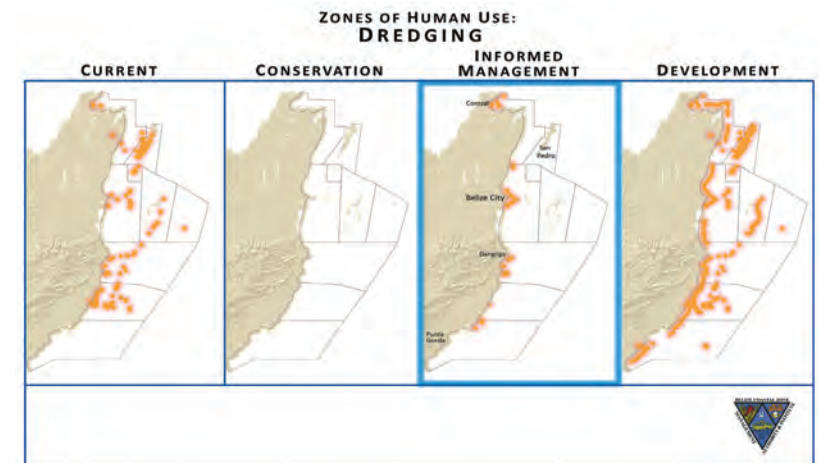 ZONES OF HUMAN USE:
DREDGING
CURRENT
CONSERVATION
INFORMED
MANAGEMENT
DEVELOPMENT
Corozal
San
Pedro
Belize City
Dangriga
Punta
Gorda